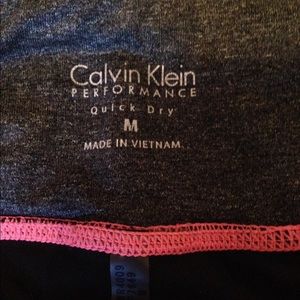 Calvin Klein
PERFORMANCE
Quick Dry
M
MADE IN VIETNAM